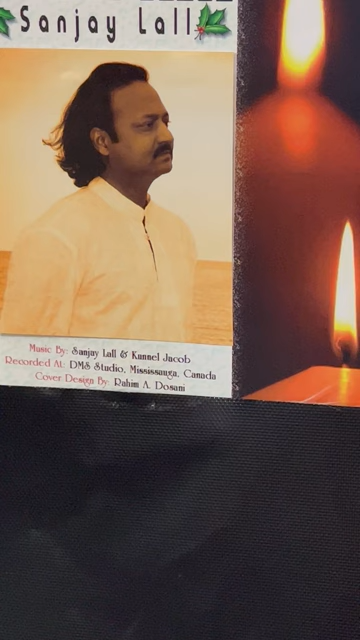 Sanjay Lall
Music By: Sanjay Lall & Kunnel Jacob
Recorded At: DMS Studio, Mississauga, Canada
Cover Design By: Rahim A. Dosani